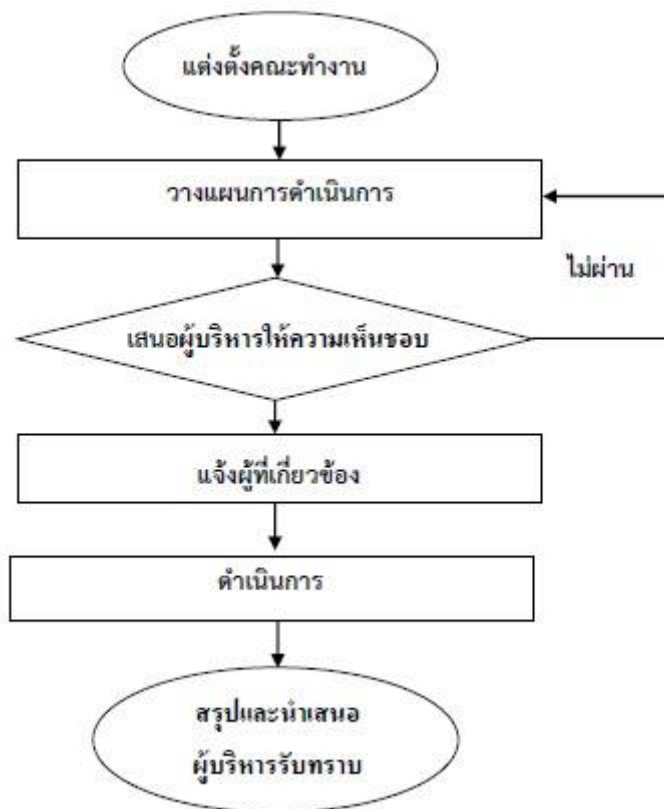 แต่งตั้งคณะทำงาน
วางแผนการดำเนินการ
ไม่ผ่าน
เสนอผู้บริหารให้ความเห็นชอบ
แจ้งผู้ที่เกี่ยวข้อง
ดำเนินการ
สรุปและนำเสนอ
ผู้บริหารรับทราบ